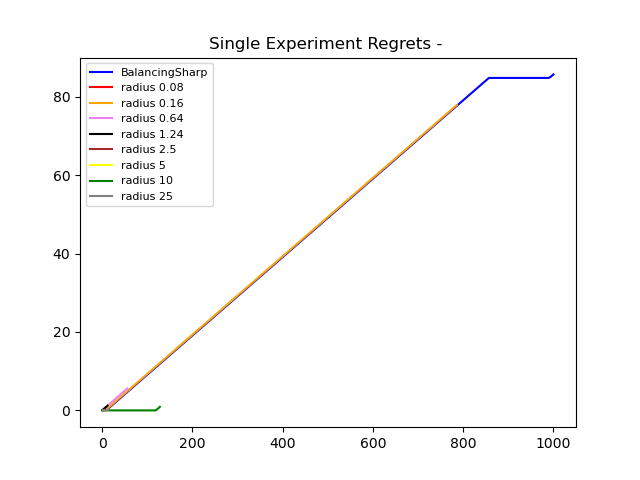 Single Experiment Regrets -
BalancingSharp
radius 0.08
radius 0.16
radius 0.64
radius 1.24
radius 2.5
radius 5
radius 10
radius 25
80
60
40
20
0
0 200 400 600 800 1000